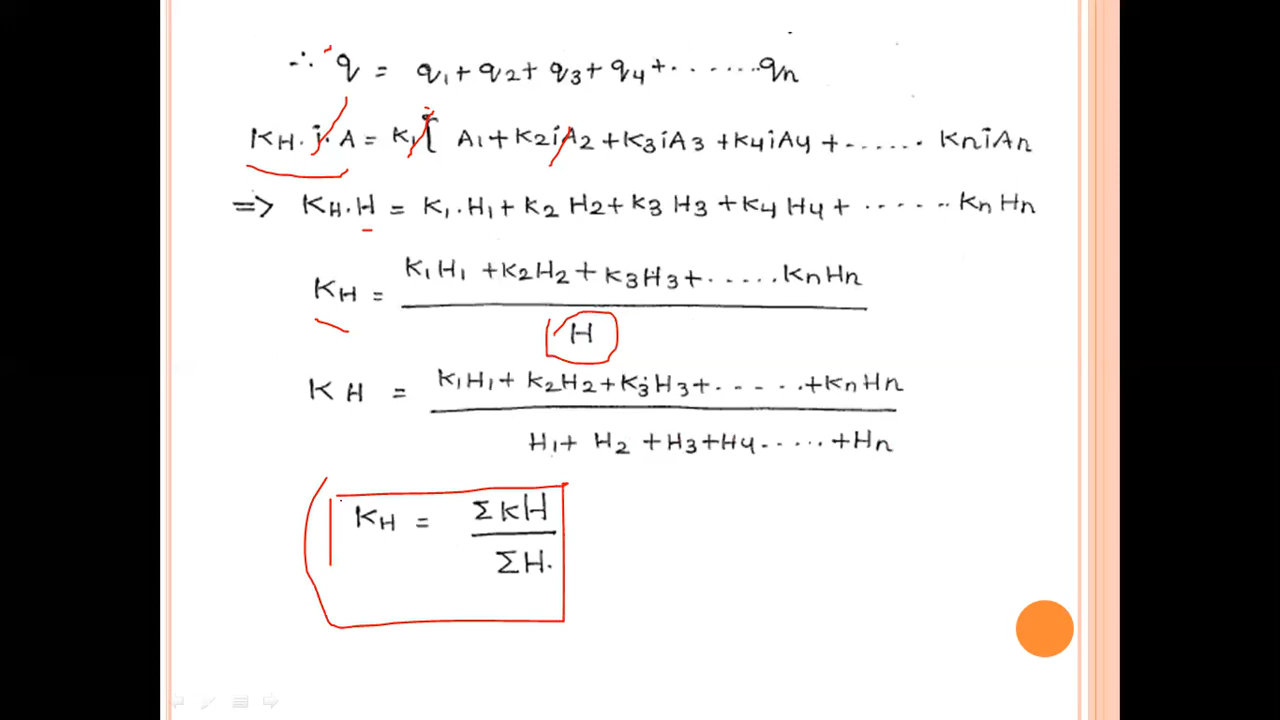 ∴ q = q1 + q2 + q3 + q4 + ....... qn
KH. i. A = K1 i A1 + K2 i A2 + K3 i A3 + K4 i A4 + ...... Kn i An
=> KH. H = K1. H1 + K2 H2 + K3 H3 + K4 H4 + ....... Kn Hn
KH = K1H1 + K2H2 + K3H3 + ...... KnHn
H
KH = K1H1 + K2H2 + K3H3 + ...... + KnHn
H1 + H2 + H3 + H4 ...... + Hn
KH = ΣKH
ΣH.